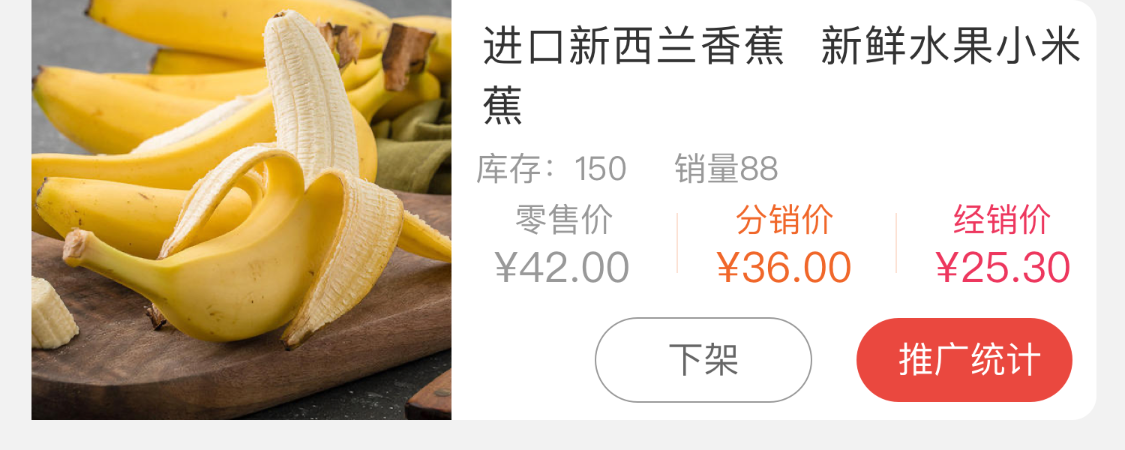 进口新西兰香蕉 新鲜水果小米
蕉
库存：150 销量88
零售价 分销价 经销价
¥42.00 ¥36.00 ¥25.30
下架 推广统计